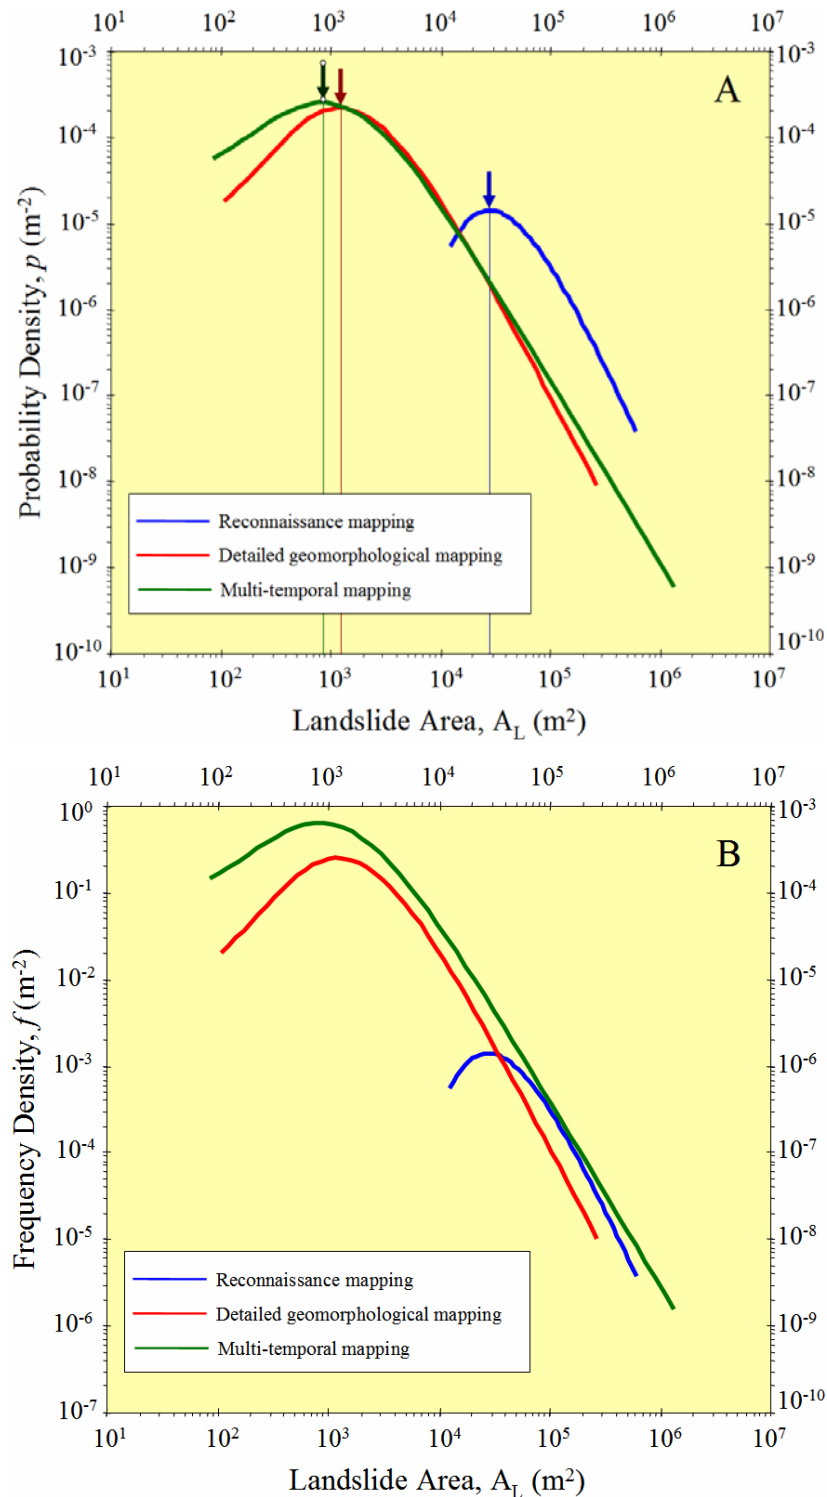 10¹ 10² 10³ 10⁴ 10⁵ 10⁶ 10⁷
A
10⁻³ 10⁻³
10⁻⁴ 10⁻⁴
10⁻⁵ 10⁻⁵
10⁻⁶ 10⁻⁶
10⁻⁷ 10⁻⁷
10⁻⁸ 10⁻⁸
10⁻⁹ 10⁻⁹
10⁻¹⁰ 10⁻¹⁰
Probability Density, p (m⁻²)
Reconnaissance mapping
Detailed geomorphological mapping
Multi-temporal mapping
10¹ 10² 10³ 10⁴ 10⁵ 10⁶ 10⁷
Landslide Area, A_L (m²)
10¹ 10² 10³ 10⁴ 10⁵ 10⁶ 10⁷
B
10⁰ 10⁻³
10⁻¹ 10⁻⁴
10⁻² 10⁻⁵
10⁻³ 10⁻⁶
10⁻⁴ 10⁻⁷
10⁻⁵ 10⁻⁸
10⁻⁶ 10⁻⁹
10⁻⁷ 10⁻¹⁰
Frequency Density, f (m⁻²)
Reconnaissance mapping
Detailed geomorphological mapping
Multi-temporal mapping
10¹ 10² 10³ 10⁴ 10⁵ 10⁶ 10⁷
Landslide Area, A_L (m²)